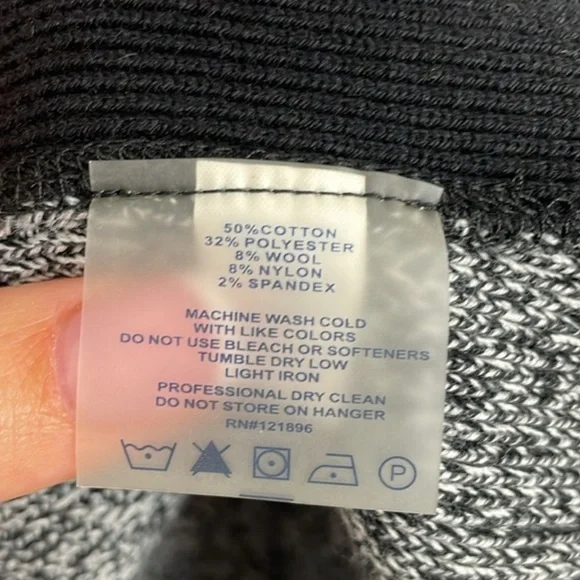 50%COTTON
32% POLYESTER
8% WOOL
8% NYLON
2% SPANDEX
MACHINE WASH COLD
WITH LIKE COLORS
DO NOT USE BLEACH OR SOFTENERS
TUMBLE DRY LOW
LIGHT IRON
PROFESSIONAL DRY CLEAN
DO NOT STORE ON HANGER
RN#121896
P